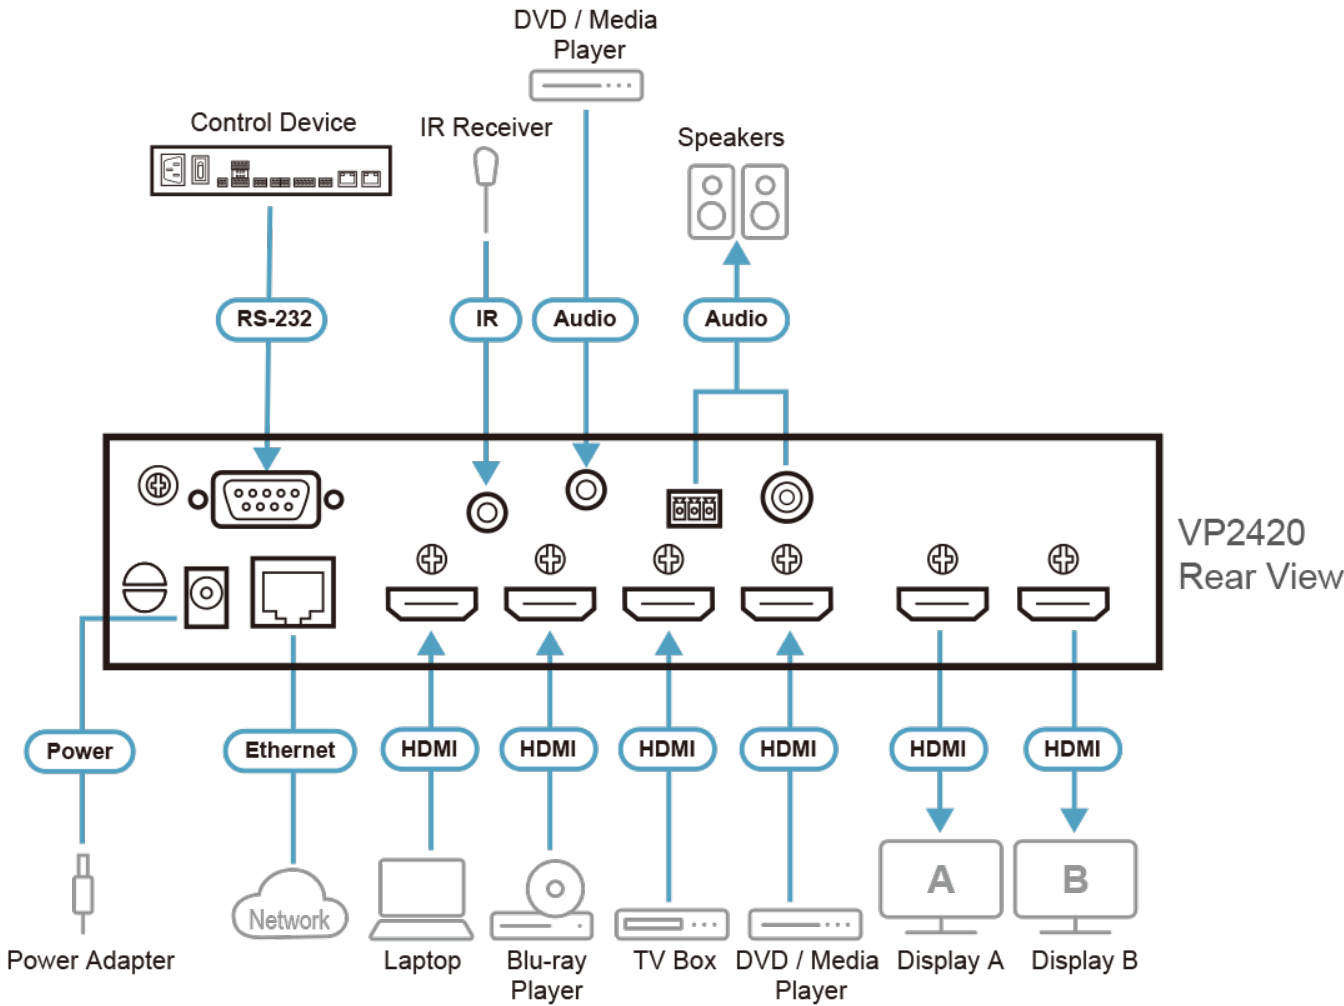 DVD / Media
Player
Control Device
IR Receiver
Speakers
RS-232
IR
Audio
Audio
VP2420
Rear View
Power
Ethernet
HDMI
HDMI
HDMI
HDMI
HDMI
HDMI
A
B
Network
Power Adapter
Laptop
Blu-ray
Player
TV Box
DVD / Media
Player
Display A
Display B